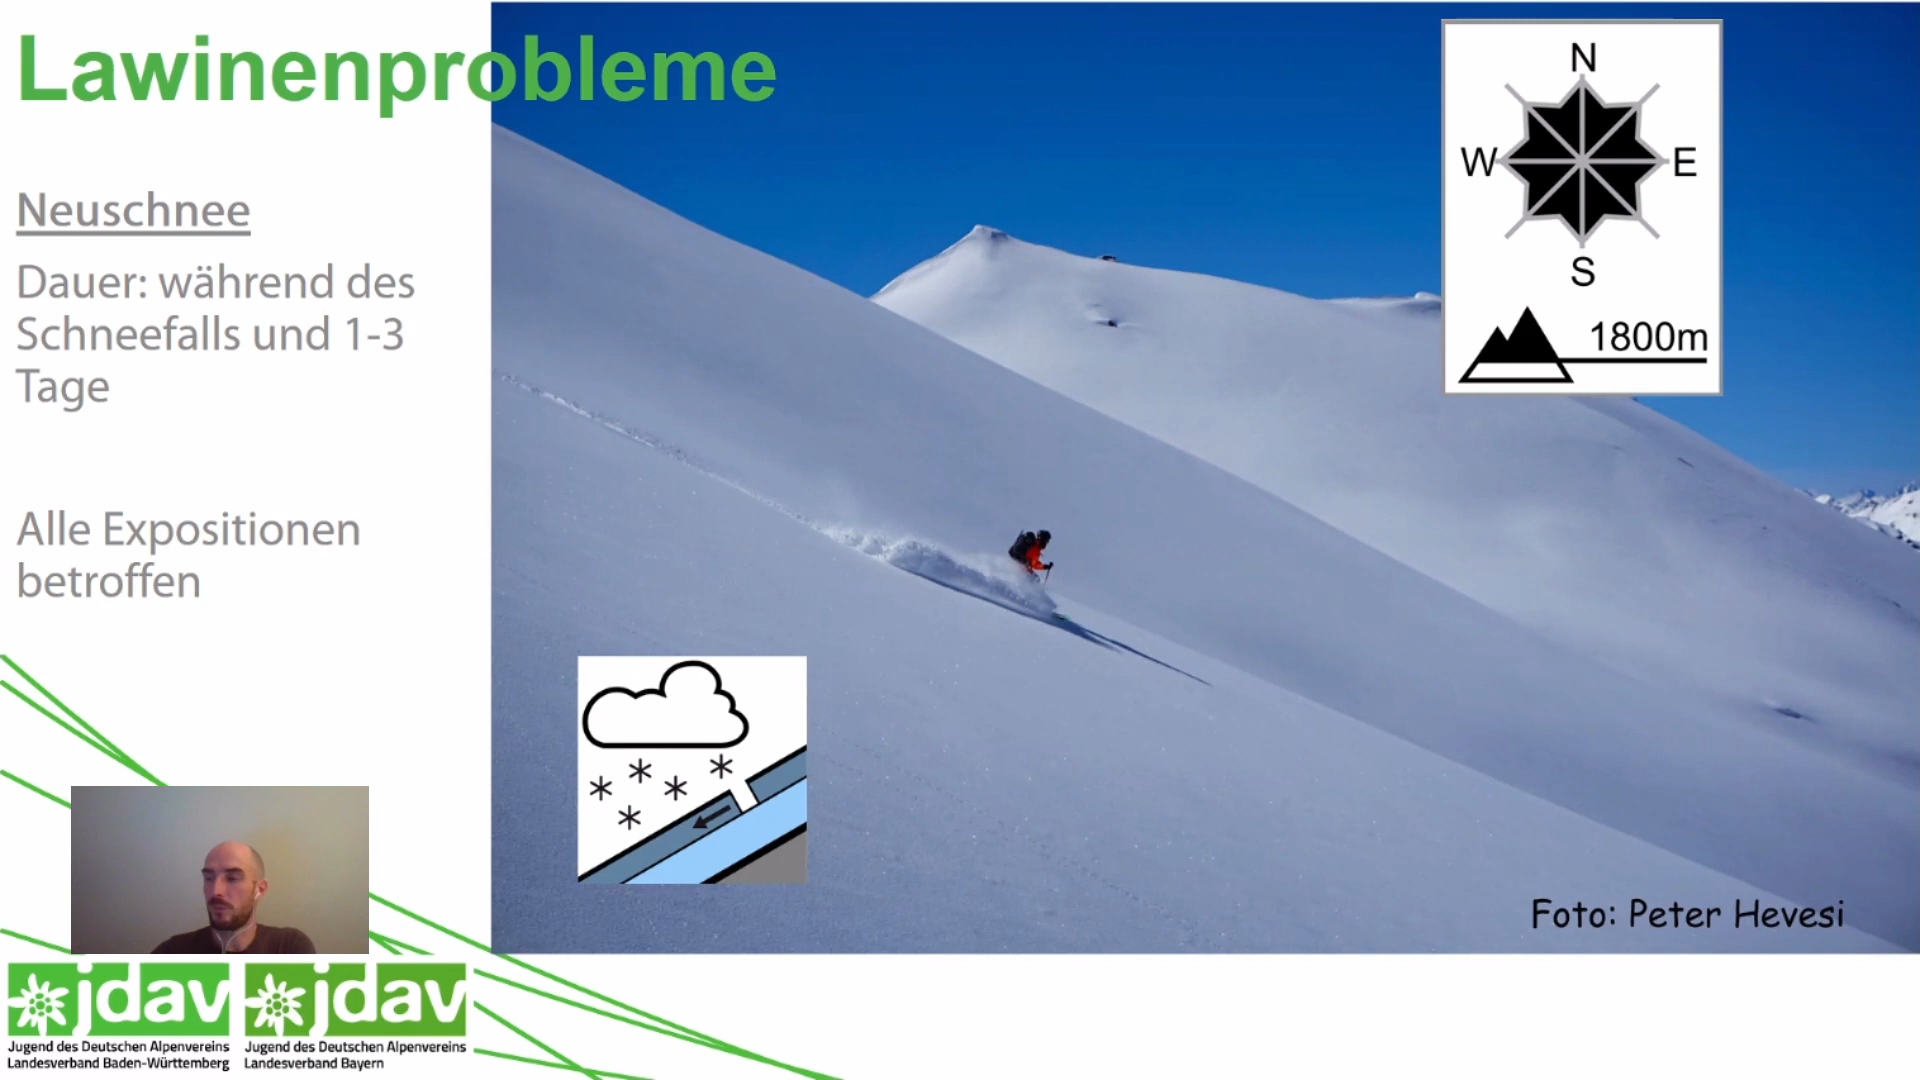 Lawinenprobleme
Neuschnee
Dauer: während des
Schneefalls und 1-3
Tage
Alle Expositionen
betroffen
N
W
E
S
1800m
Foto: Peter Hevesi
jdav
Jugend des Deutschen Alpenvereins
Landesverband Baden-Württemberg
jdav
Jugend des Deutschen Alpenvereins
Landesverband Bayern